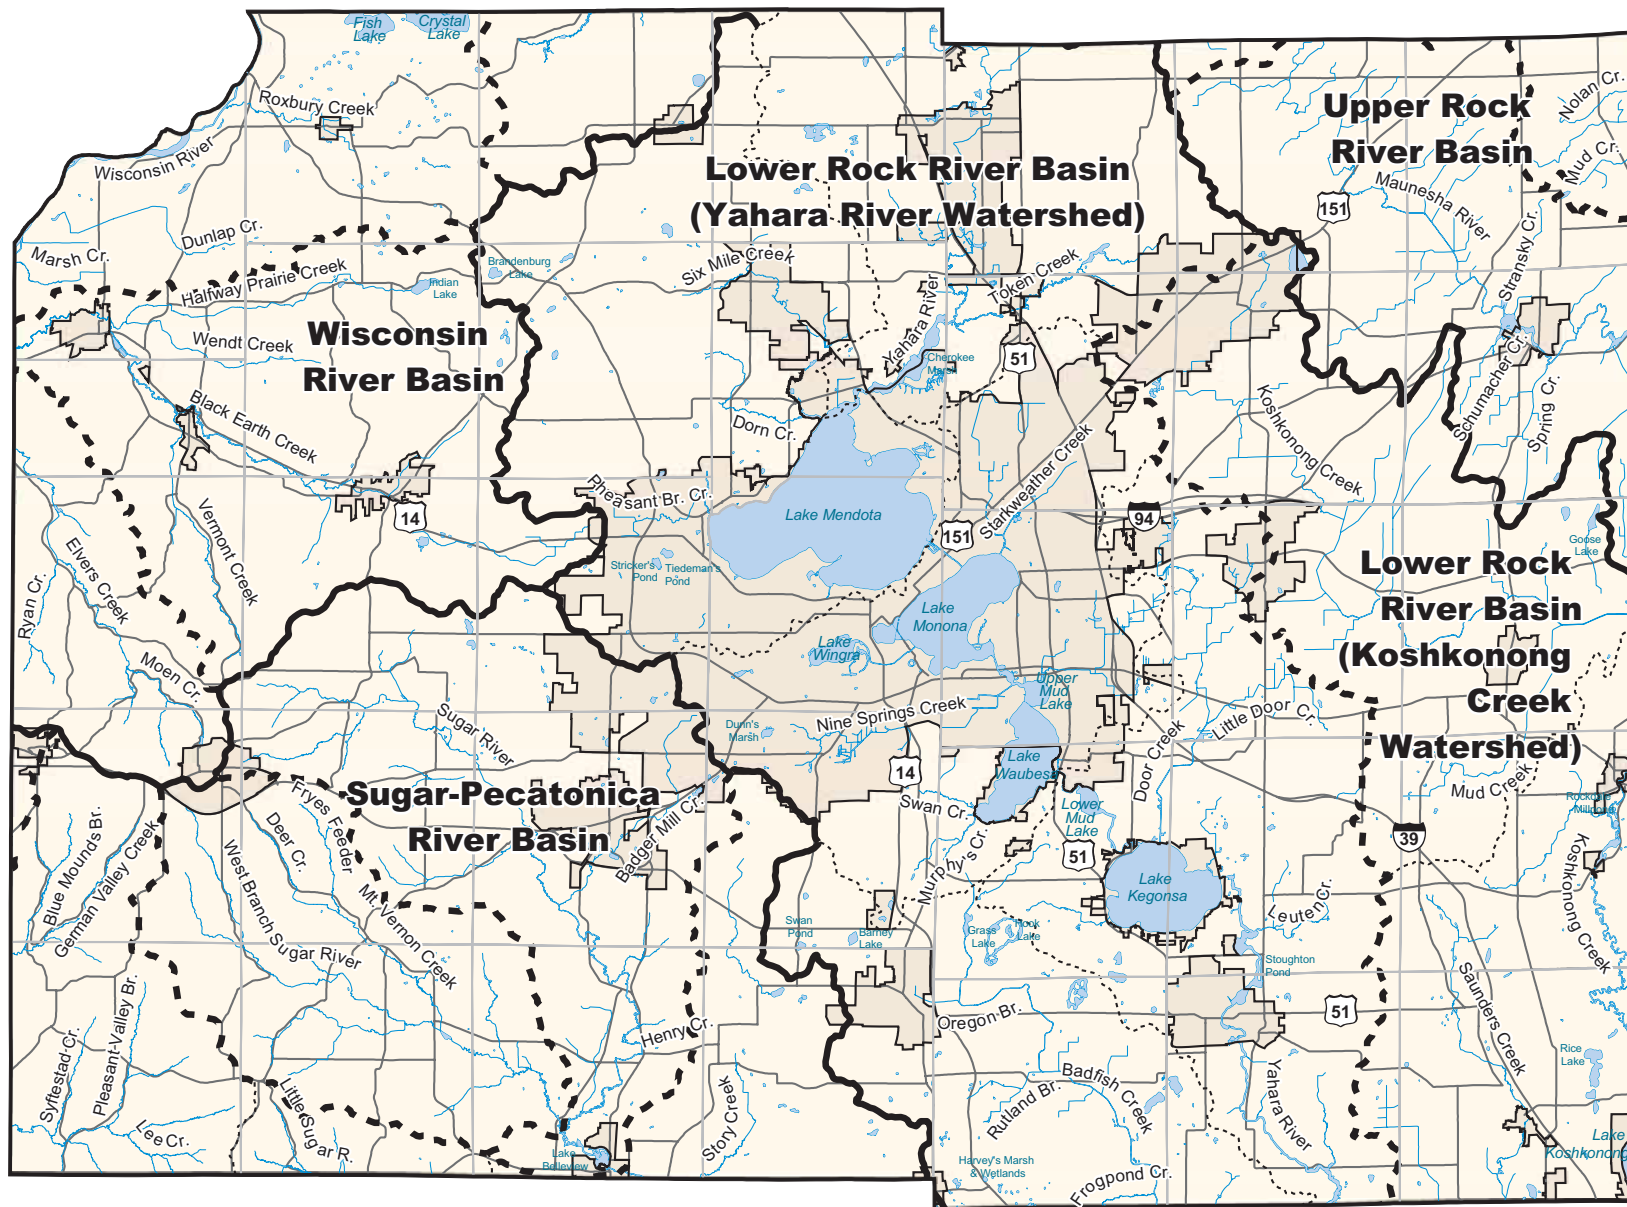 Fish
Lake
Crystal
Lake
Roxbury Creek
Wisconsin River
Dunlap Cr.
Marsh Cr.
Halfway Prairie Creek
Indian
Lake
Brandenburg
Lake
Wendt Creek
Wisconsin
River Basin
Black Earth Creek
14
Vermont Creek
Elvers Creek
Ryan Cr.
Moen Cr.
Lower Rock River Basin
(Yahara River Watershed)
Six Mile Creek
Token Creek
Yahara River
Cherokee
Marsh
51
Dorn Cr.
Pheasant Br. Cr.
Lake Mendota
Starkweather Creek
151
94
Stricker's
Pond
Tiedeman's
Pond
Lake
Monona
Lake
Wingra
Upper
Mud
Lake
Nine Springs Creek
Dunn's
Marsh
14
Lake
Waubesa
Swan Cr.
Lower
Mud
Lake
51
Door Creek
Little Door Cr.
Murphy's Cr.
Lake
Kegonsa
Leuten Cr.
Swan
Pond
Barney
Lake
Grass
Lake
Hook
Lake
Stoughton
Pond
Oregon Br.
51
Badfish
Creek
Rutland Br.
Yahara River
Harvey's Marsh
& Wetlands
Frogpond Cr.
Upper Rock
River Basin
Nolan Cr.
Mud Cr.
151
Maunesha River
Stransky Cr.
Schumacher Cr.
Spring Cr.
Koshkonong Creek
Goose
Lake
Lower Rock
River Basin
(Koshkonong
Creek
Watershed)
Mud Creek
Rockdale
Millpond
39
Koshkonong Creek
Saunders Creek
Rice
Lake
Lake
Koshkonong
Sugar River
Sugar-Pecatonica
River Basin
Fryes Feeder
Deer Cr.
Badger Mill Cr.
West Branch Sugar River
Mt. Vernon Creek
Blue Mounds Br.
German Valley Creek
Syftestad Cr.
Pleasant Valley Br.
Lee Cr.
Little Sugar R.
Henry Cr.
Story Creek
Lake
Belleview